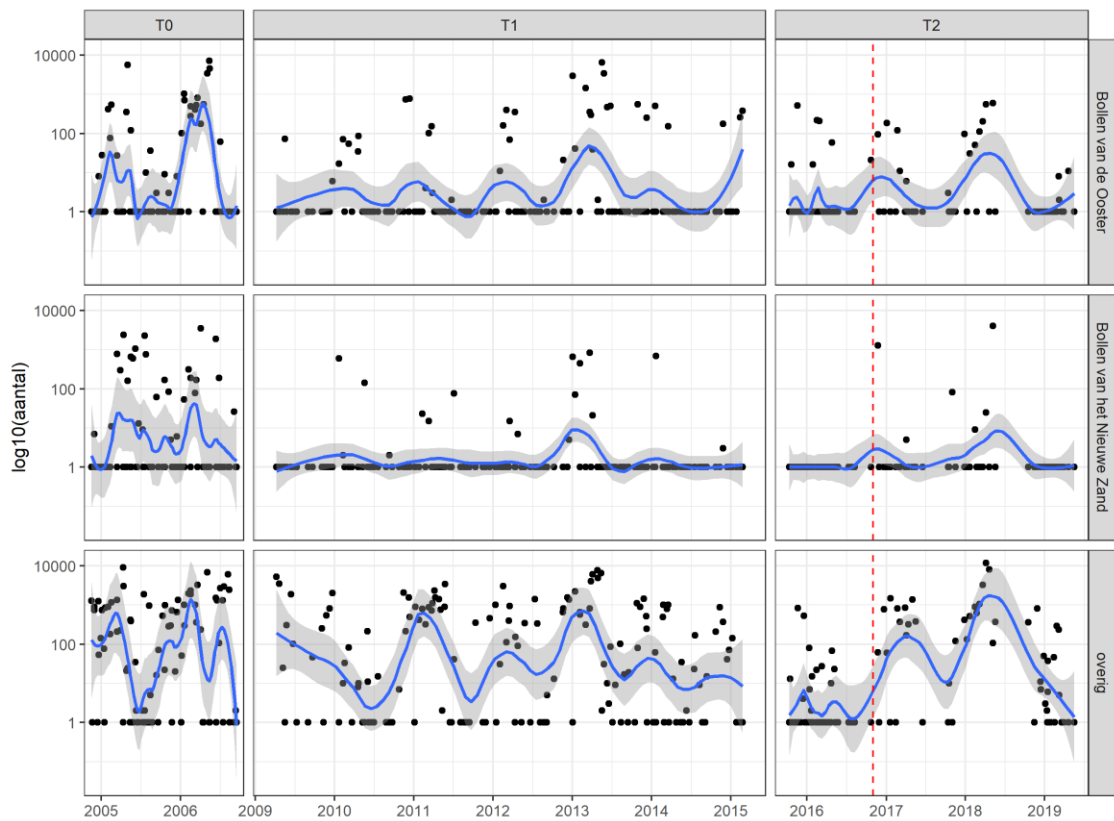 T0 T1 T2
10000
100
1
Bollen van de Ooster
10000
100
1
Bollen van het Nieuwe Zand
log10(aantal)
10000
100
1
overig
2005 2006 2009 2010 2011 2012 2013 2014 2015 2016 2017 2018 2019